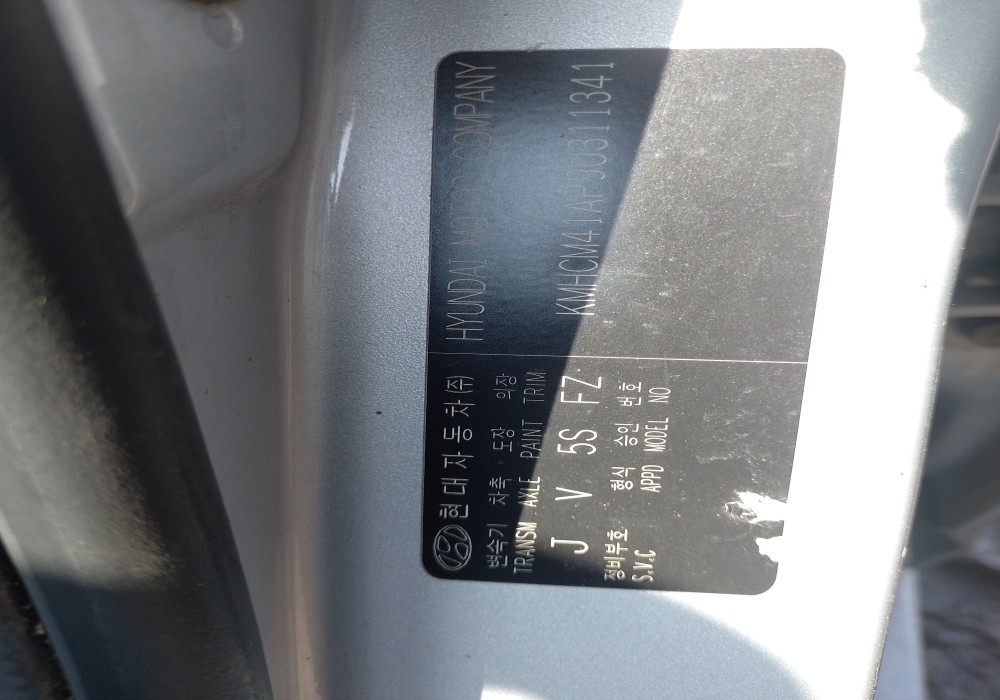 현대자동차(주) HYUNDAI MOTOR COMPANY
변속기 차축 도장 의장
TRANSM AXLE PAINT TRIM
J V 5S FZ KMHCM41AP9U311341
정비부호 형식 승인 번호
S.V.C APPD MODEL NO